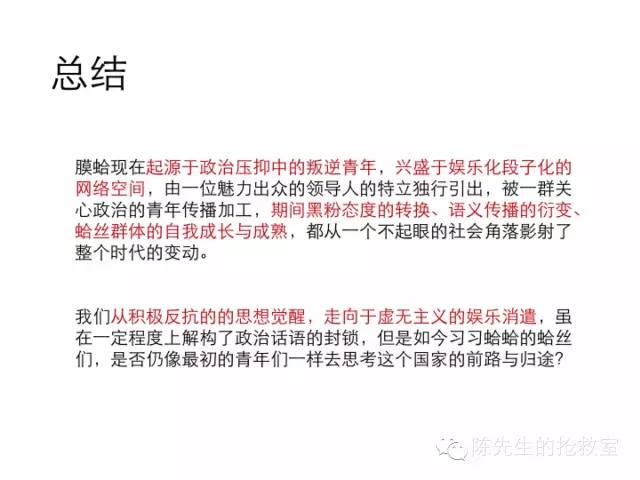 总结
膜蛤现在起源于政治压抑中的叛逆青年，兴盛于娱乐化段子化的
网络空间，由一位魅力出众的领导人的特立独行引出，被一群关
心政治的青年传播加工，期间黑粉态度的转换、语义传播的衍变、
蛤丝群体的自我成长与成熟，都从一个不起眼的社会角落影射了
整个时代的变动。
我们从积极反抗的的思想觉醒，走向于虚无主义的娱乐消遣，虽
在一定程度上解构了政治话语的封锁，但是如今习习蛤蛤的蛤丝
们，是否仍像最初的青年们一样去思考这个国家的前路与归途？
陈先生的抢救室